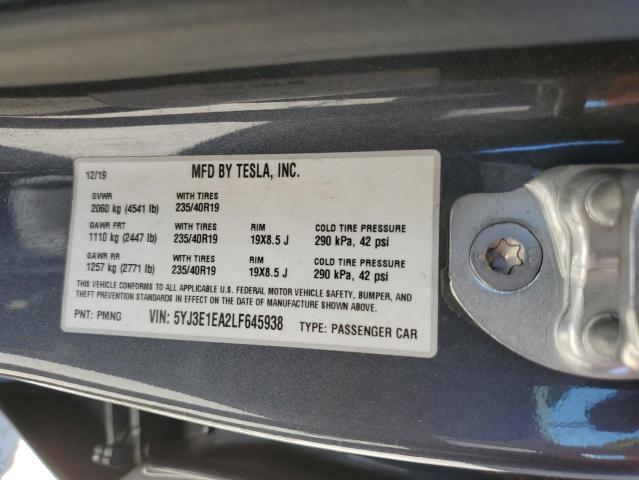 12/19 MFD BY TESLA, INC.
GVWR WITH TIRES
2060 kg (4541 lb) 235/40R19
GAWR FRT WITH TIRES RIM COLD TIRE PRESSURE
1110 kg (2447 lb) 235/40R19 19X8.5 J 290 kPa, 42 psi
GAWR RR WITH TIRES RIM COLD TIRE PRESSURE
1257 kg (2771 lb) 235/40R19 19X8.5 J 290 kPa, 42 psi
THIS VEHICLE CONFORMS TO ALL APPLICABLE U.S. FEDERAL MOTOR VEHICLE SAFETY, BUMPER, AND
THEFT PREVENTION STANDARDS IN EFFECT ON THE DATE OF MANUFACTURE SHOWN ABOVE.
PNT: PMNG VIN: 5YJ3E1EA2LF645938 TYPE: PASSENGER CAR